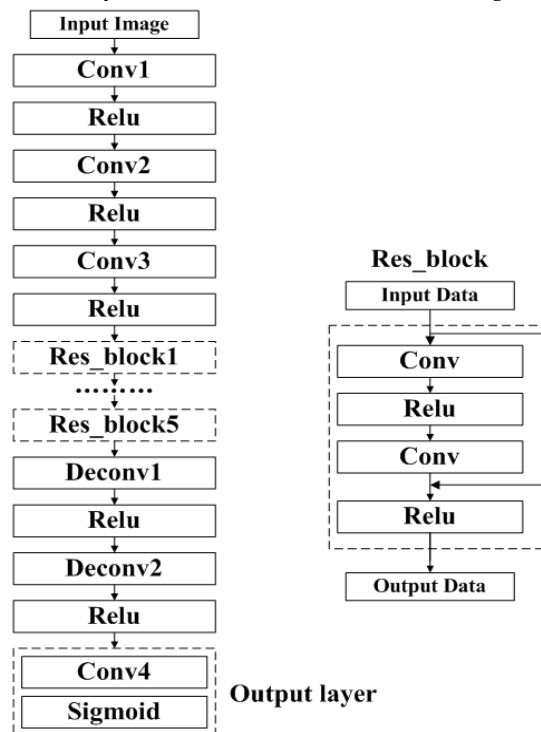 Input Image
Conv1
Relu
Conv2
Relu
Conv3
Relu
Res_block1
………
Res_block5
Deconv1
Relu
Deconv2
Relu
Conv4
Sigmoid
Output layer
Res_block
Input Data
Conv
Relu
Conv
Relu
Output Data